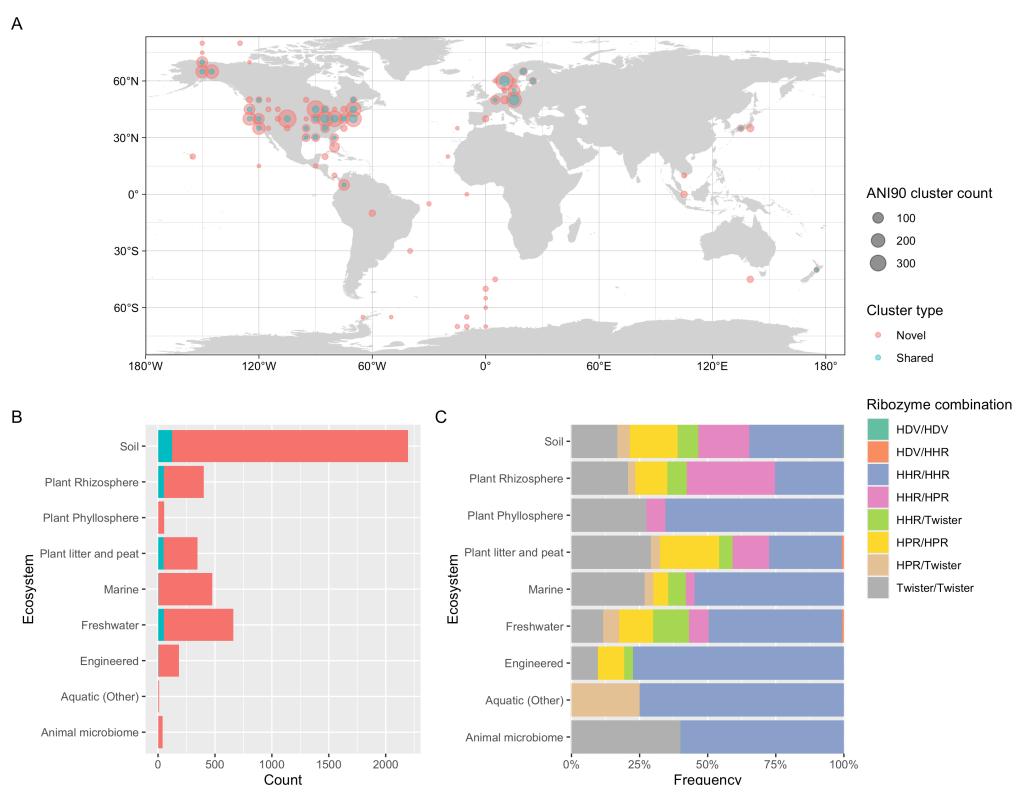 A
60°N
30°N
0°
30°S
60°S
180°W
120°W
60°W
0°
60°E
120°E
180°
ANI90 cluster count
100
200
300
Cluster type
Novel
Shared
B
Soil
Plant Rhizosphere
Plant Phyllosphere
Plant litter and peat
Marine
Freshwater
Engineered
Aquatic (Other)
Animal microbiome
Ecosystem
0
500
1000
1500
2000
Count
C
Soil
Plant Rhizosphere
Plant Phyllosphere
Plant litter and peat
Marine
Freshwater
Engineered
Aquatic (Other)
Animal microbiome
Ecosystem
0%
25%
50%
75%
100%
Frequency
Ribozyme combination
HDV/HDV
HDV/HHR
HHR/HHR
HHR/HPR
HHR/Twister
HPR/HPR
HPR/Twister
Twister/Twister